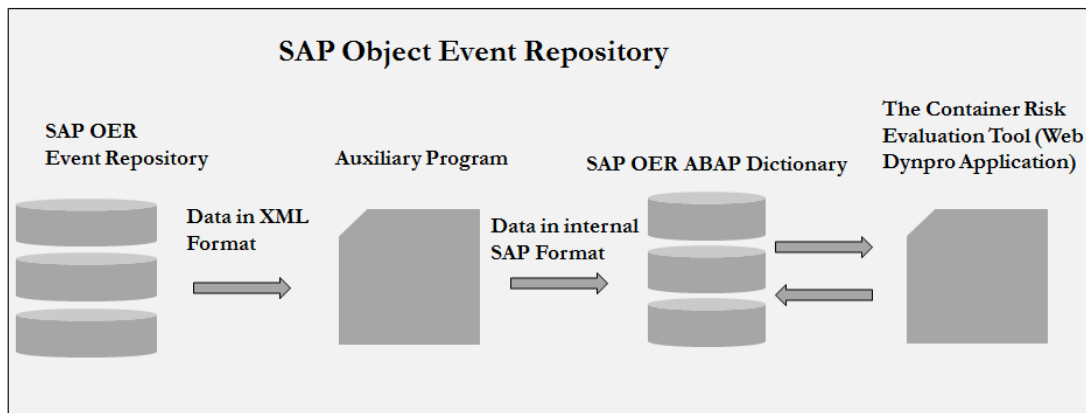 SAP Object Event Repository
SAP OER
Event Repository
Data in XML
Format
Auxiliary Program
Data in internal
SAP Format
SAP OER ABAP Dictionary
The Container Risk
Evaluation Tool (Web
Dynpro Application)